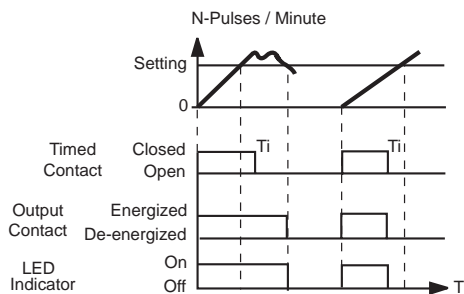 N-Pulses / Minute
Setting
0
Timed Contact
Closed
Open
Ti
Ti
Output Contact
Energized
De-energized
LED Indicator
On
Off
T